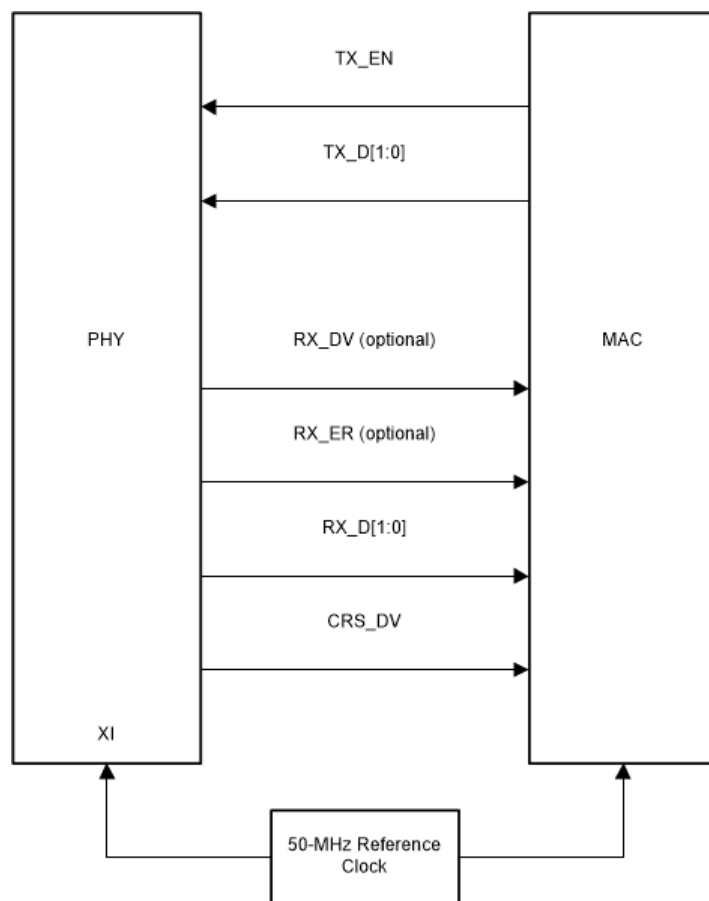 TX_EN
TX_D[1:0]
PHY
RX_DV (optional)
MAC
RX_ER (optional)
RX_D[1:0]
CRS_DV
XI
50-MHz Reference
Clock